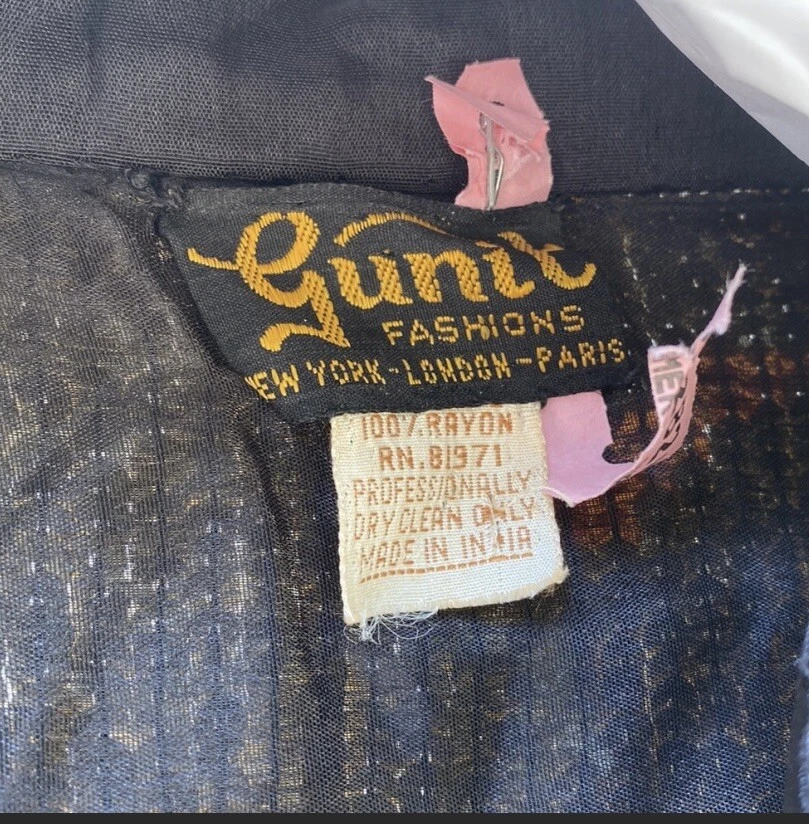 Gunit
FASHIONS
NEW YORK-LONDON-PARIS
100% RAYON
RN.81971
PROFESSIONALLY
DRY CLEAN ONLY
MADE IN INDIA